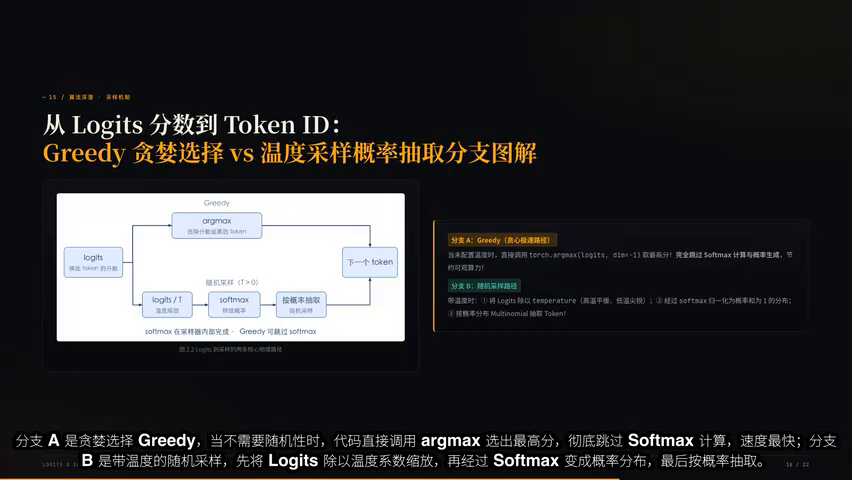 — 15 / 算法深潜 · 采样机制
从 Logits 分数到 Token ID：
Greedy 贪婪选择 vs 温度采样概率抽取分支图解
Greedy
argmax
选择分数最高的 token
logits
候选 token 的分数
下一个 token
随机采样（T > 0）
logits / T
温度缩放
softmax
转成概率
按概率抽取
随机采样
softmax 在采样器内部完成 · Greedy 可跳过 softmax
图 2.2 Logits 到采样的两条核心物理路径
分支 A：Greedy（贪心极速路径）
当未配置温度时，直接调用 torch.argmax(logits, dim=-1) 取最高分！完全跳过 Softmax 计算与概率生成，节
约可观算力！
分支 B：随机采样路径
带温度时：① 将 Logits 除以 temperature（高温平缓，低温尖锐）；② 经过 softmax 归一化为概率和为 1 的分布；
③ 按概率分布 Multinomial 抽取 Token！
分支 A 是贪婪选择 Greedy，当不需要随机性时，代码直接调用 argmax 选出最高分，彻底跳过 Softmax 计算，速度最快；分支
B 是带温度的随机采样，先将 Logits 除以温度系数缩放，再经过 Softmax 变成概率分布，最后按概率抽取。
16 / 22